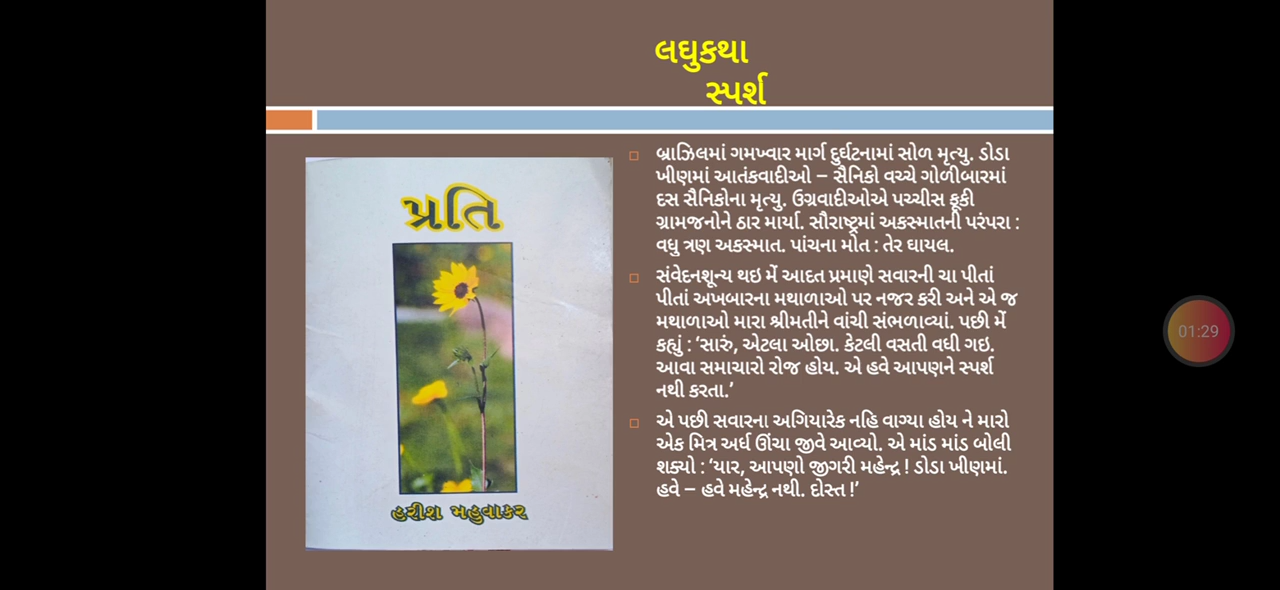 લઘુકથા
સ્પર્શ
બ્રાઝિલમાં ગમખ્વાર માર્ગ દુર્ઘટનામાં સોળ મૃત્યુ. ડોડા
ખીણમાં આતંકવાદીઓ – સૈનિકો વચ્ચે ગોળીબારમાં
દસ સૈનિકોના મૃત્યુ. ઉગ્રવાદીઓએ પચ્ચીસ કૂકી
ગ્રામજનોને ઠાર માર્યા. સૌરાષ્ટ્રમાં અકસ્માતની પરંપરા :
વધુ ત્રણ અકસ્માત. પાંચના મોત : તેર ઘાયલ.
સંવેદનશૂન્ય થઇ મેં આદત પ્રમાણે સવારની ચા પીતાં
પીતાં અખબારના મથાળાઓ પર નજર કરી અને એ જ
મથાળાઓ મારા શ્રીમતીને વાંચી સંભળાવ્યાં. પછી મેં
કહ્યું : ‘સારું, એટલા ઓછા. કેટલી વસતી વધી ગઇ.
આવા સમાચારો રોજ હોય. એ હવે આપણને સ્પર્શ
નથી કરતા.’
એ પછી સવારના અગિયારેક નહિ વાગ્યા હોય ને મારો
એક મિત્ર અર્ધ ઊંચા જીવે આવ્યો. એ માંડ માંડ બોલી
શક્યો : ‘યાર, આપણો જીગરી મહેન્દ્ર ! ડોડા ખીણમાં.
હવે – હવે મહેન્દ્ર નથી. દોસ્ત !’
પ્રતિ
હરીશ મહુવાકર
01:29